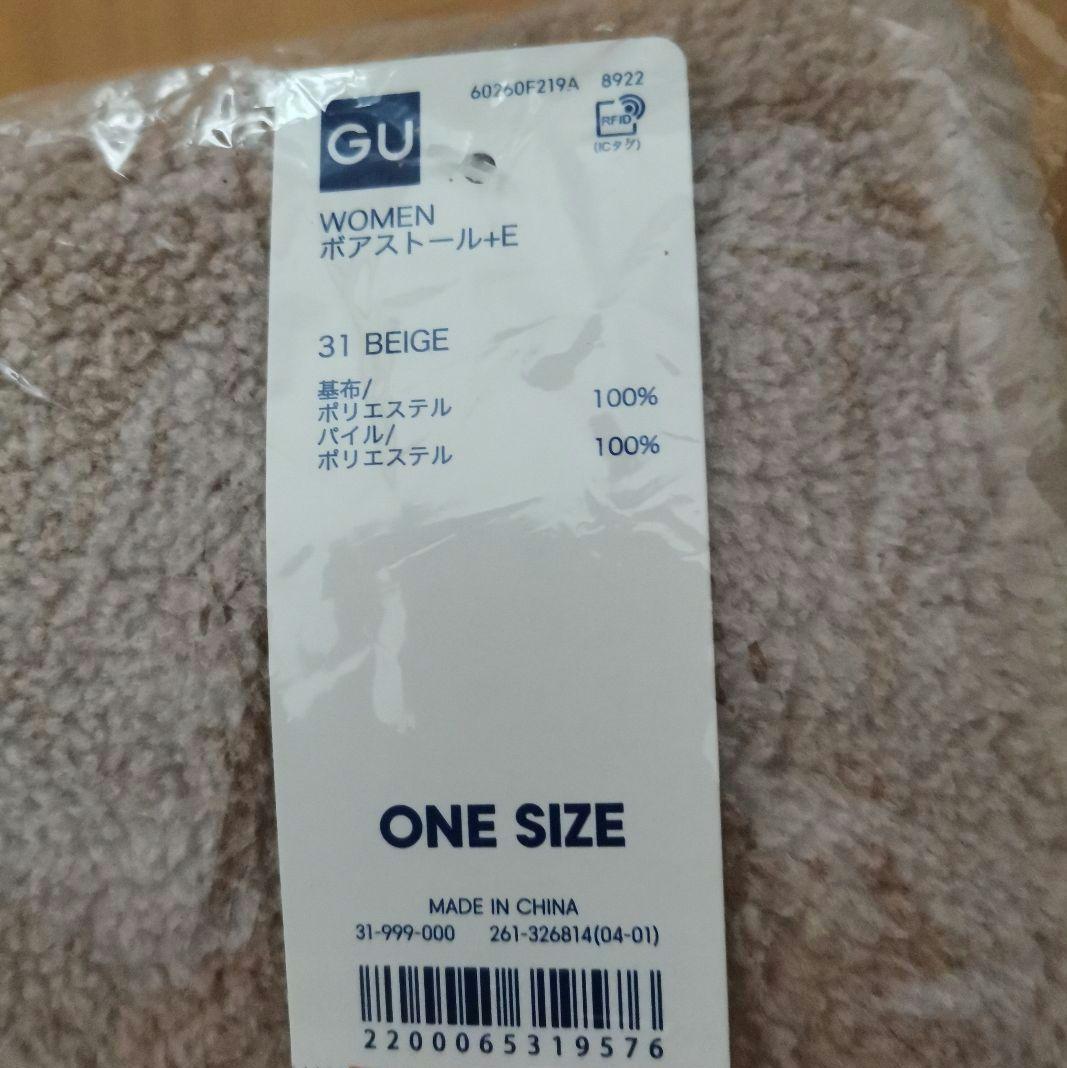 60260F219A 8922
GU
RFID
(ICタグ)
WOMEN
ボアストール+E
31 BEIGE
基布/
ポリエステル 100%
パイル/
ポリエステル 100%
ONE SIZE
MADE IN CHINA
31-999-000 261-326814(04-01)
2200065319576